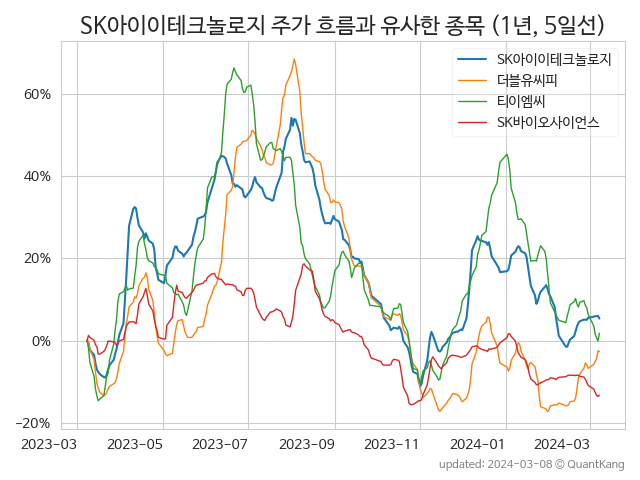 SK아이이테크놀로지 주가 흐름과 유사한 종목 (1년, 5일선)
SK아이이테크놀로지
더블유씨피
티이엠씨
SK바이오사이언스
60%
40%
20%
0%
−20%
2023-03 2023-05 2023-07 2023-09 2023-11 2024-01 2024-03
updated: 2024-03-08 © QuantKang